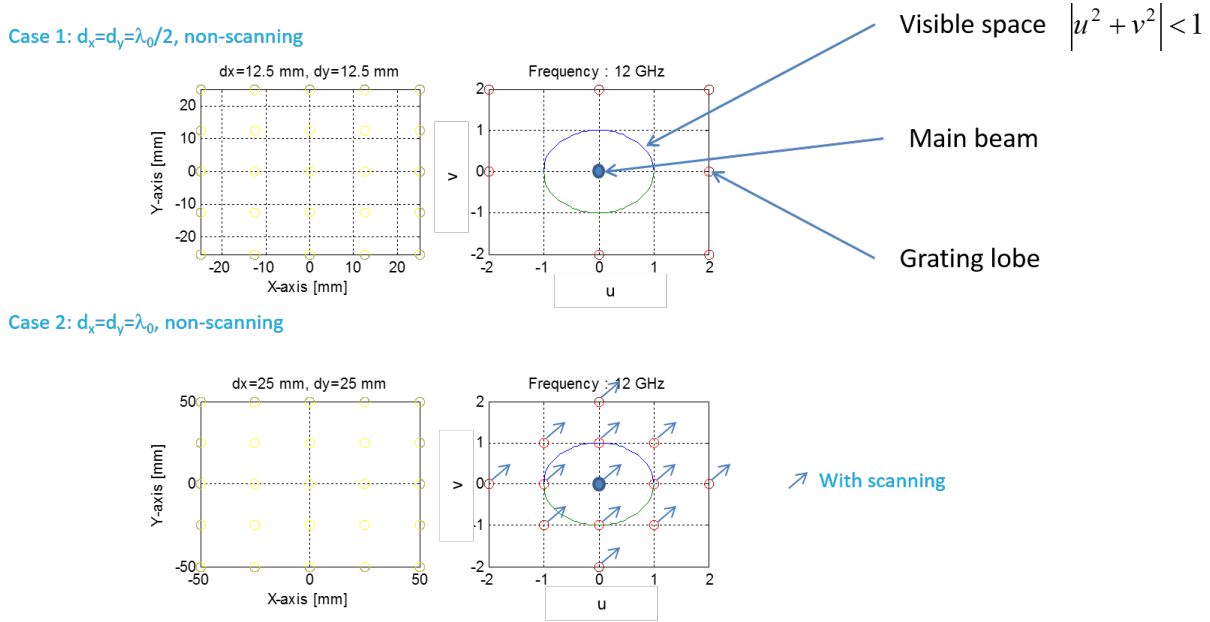 Case 1: dx=dy=λ0/2, non-scanning
Visible space |u² + v²| < 1
Main beam
Grating lobe
dx=12.5 mm, dy=12.5 mm
20
10
0
-10
-20
Y-axis [mm]
-20 -10 0 10 20
X-axis [mm]
Frequency : 12 GHz
2
1
0
-1
-2
v
-2 -1 0 1 2
u
Case 2: dx=dy=λ0, non-scanning
dx=25 mm, dy=25 mm
50
0
-50
Y-axis [mm]
-50 0 50
X-axis [mm]
Frequency : 12 GHz
2
1
0
-1
-2
v
-2 -1 0 1 2
u
With scanning